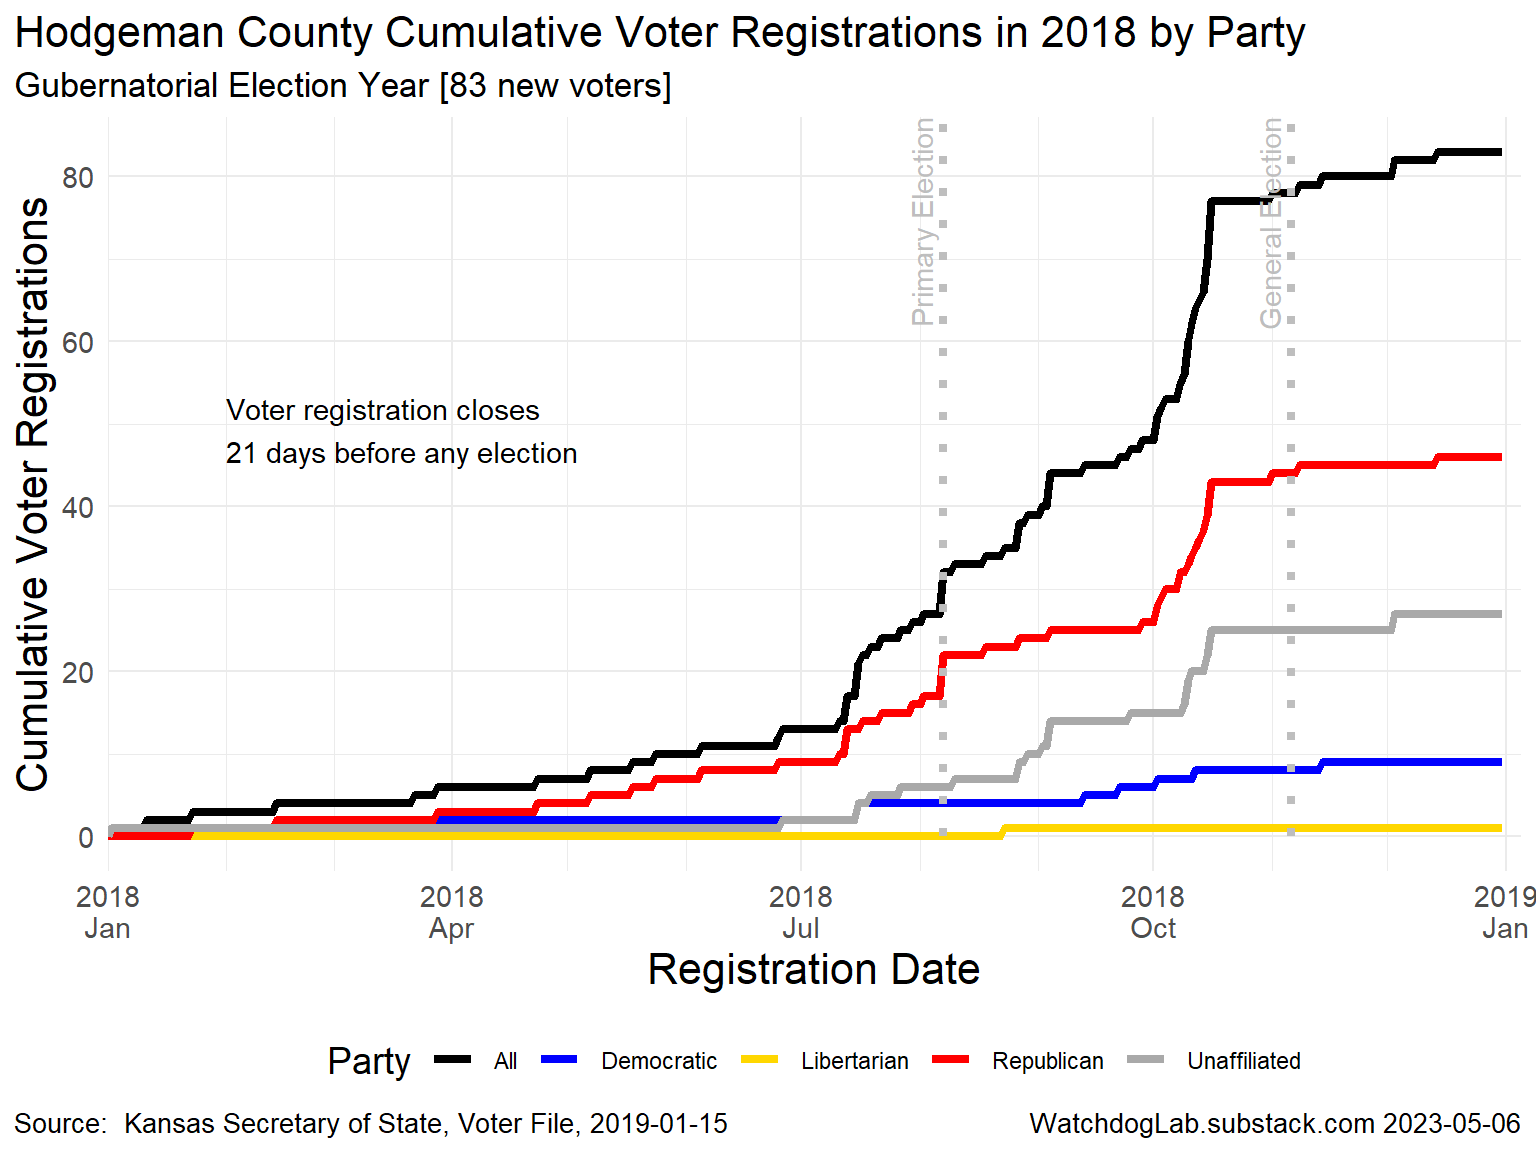 Hodgeman County Cumulative Voter Registrations in 2018 by Party
Gubernatorial Election Year [83 new voters]
Cumulative Voter Registrations
80
60
40
20
0
Primary Election
General Election
Voter registration closes
21 days before any election
2018 2018 2018 2018 2019
Jan Apr Jul Oct Jan
Registration Date
Party All Democratic Libertarian Republican Unaffiliated
Source:  Kansas Secretary of State, Voter File, 2019-01-15
WatchdogLab.substack.com 2023-05-06